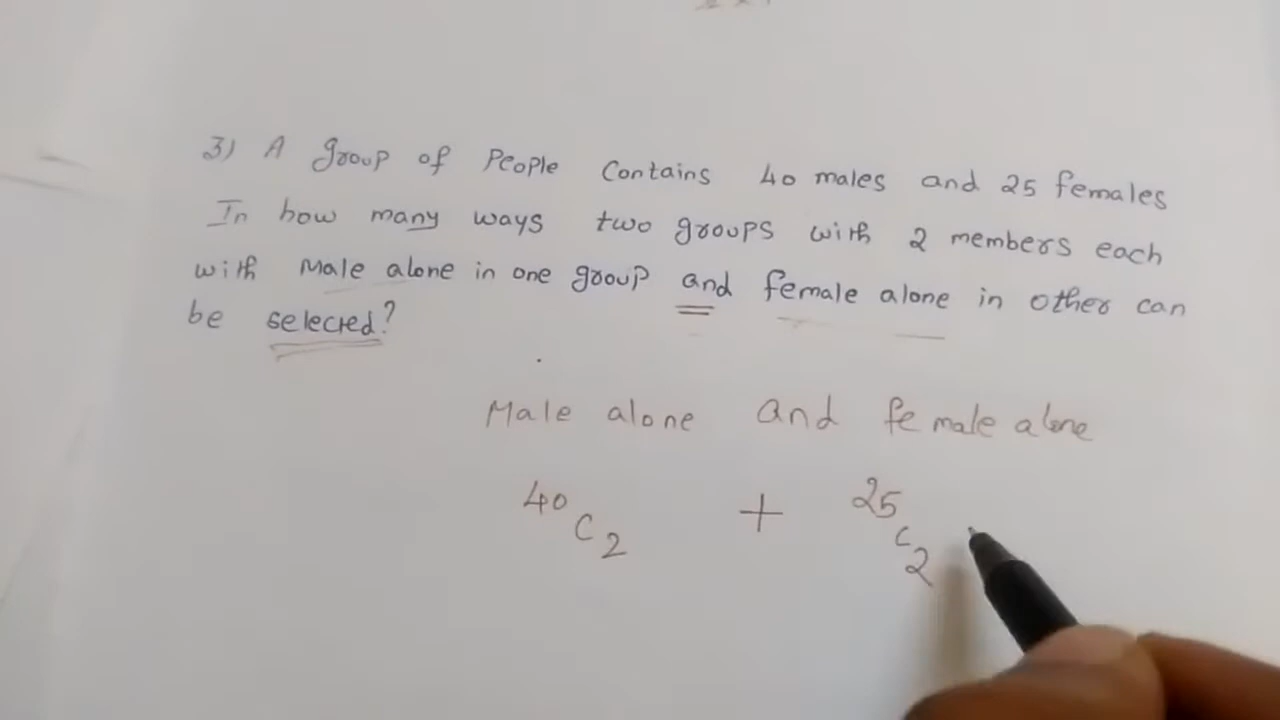 3) A group of People Contains 40 males and 25 females
In how many ways two groups with 2 members each
with Male alone in one group and female alone in other can
be selected?
Male alone and female alone
40 C 2 + 25 C 2